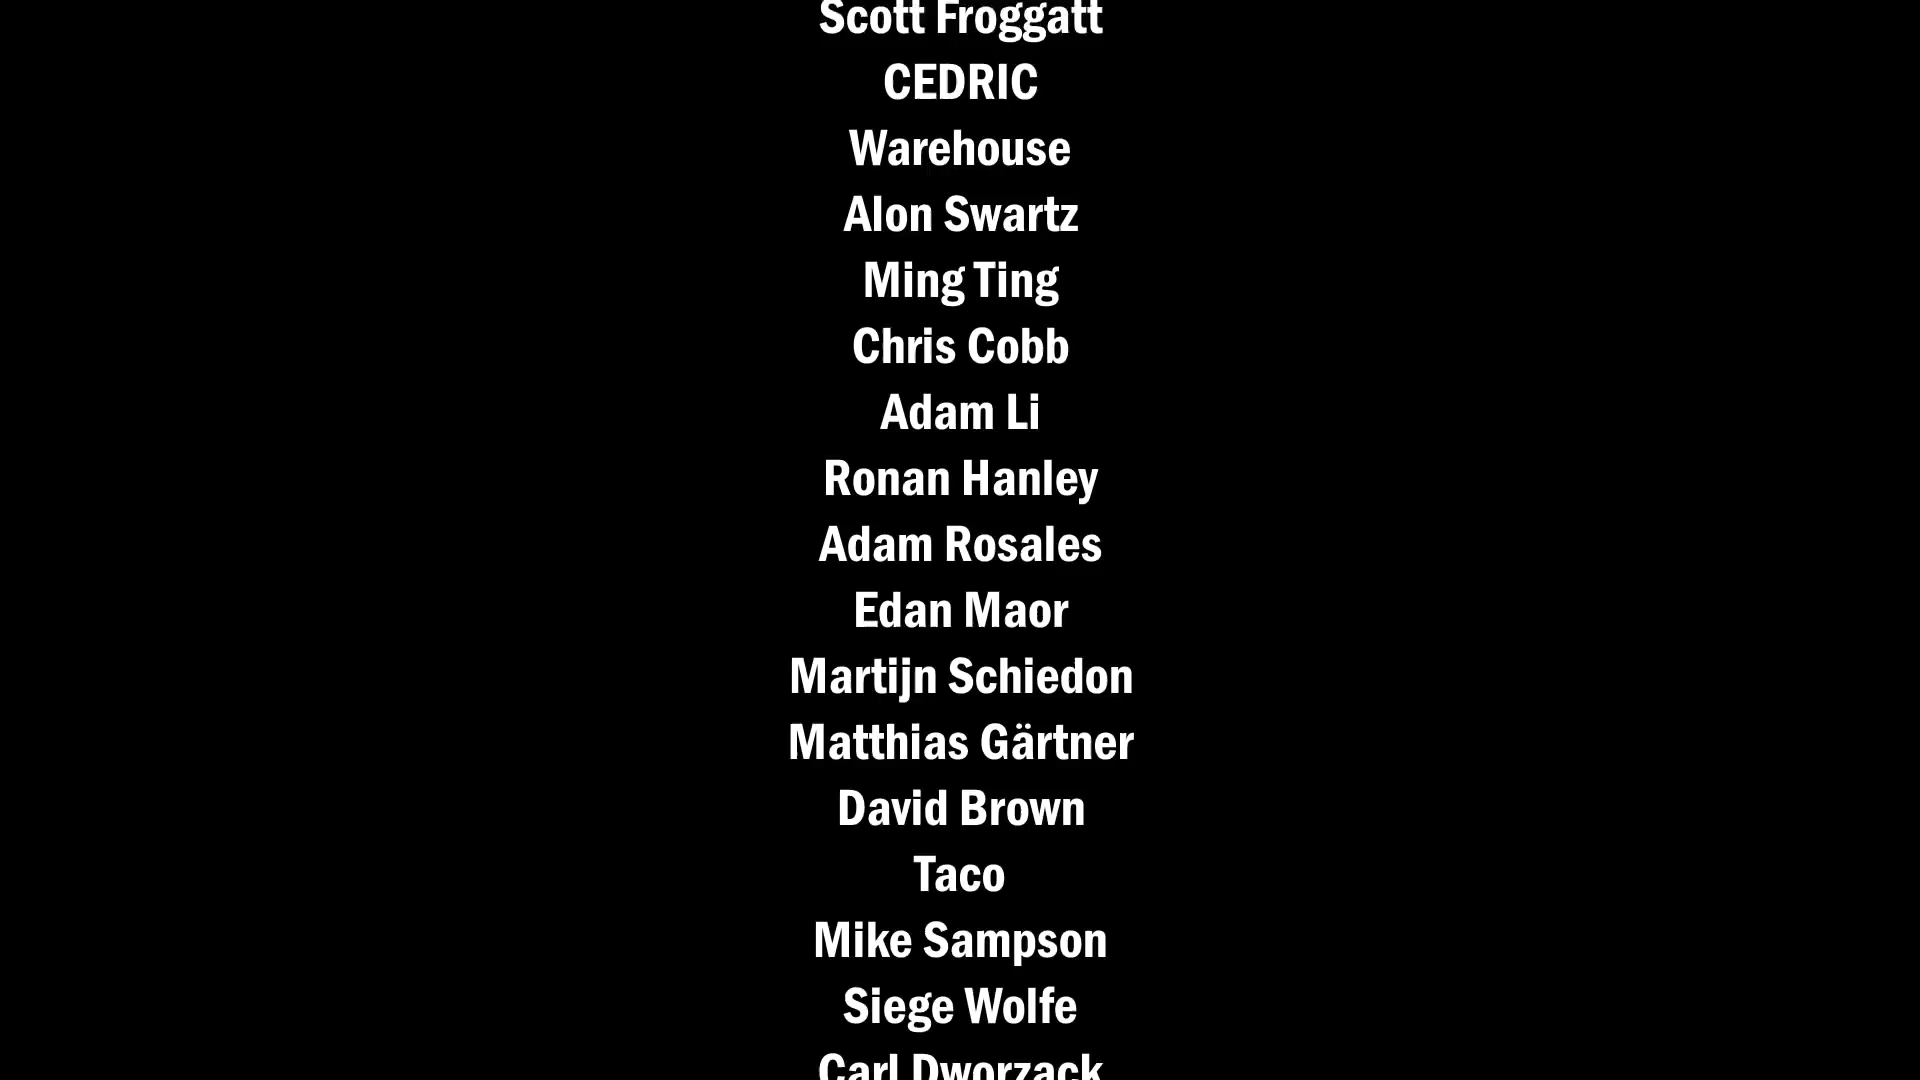 Scott Froggatt
CEDRIC
Warehouse
Alon Swartz
Ming Ting
Chris Cobb
Adam Li
Ronan Hanley
Adam Rosales
Edan Maor
Martijn Schiedon
Matthias Gärtner
David Brown
Taco
Mike Sampson
Siege Wolfe
Carl Dworzack